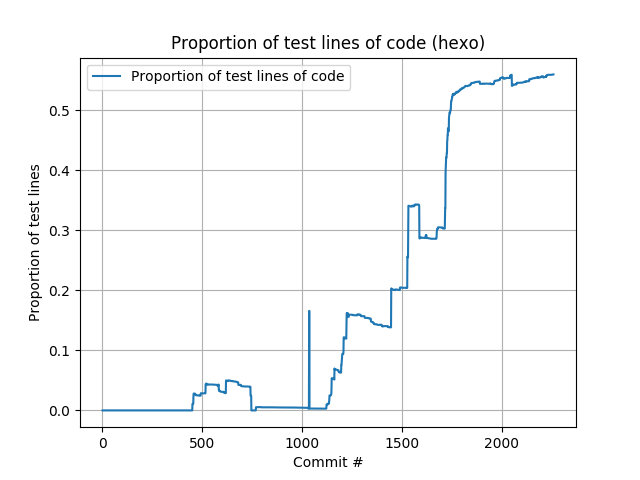 Proportion of test lines of code (hexo)
Proportion of test lines of code
Proportion of test lines
0.5
0.4
0.3
0.2
0.1
0.0
0 500 1000 1500 2000
Commit #